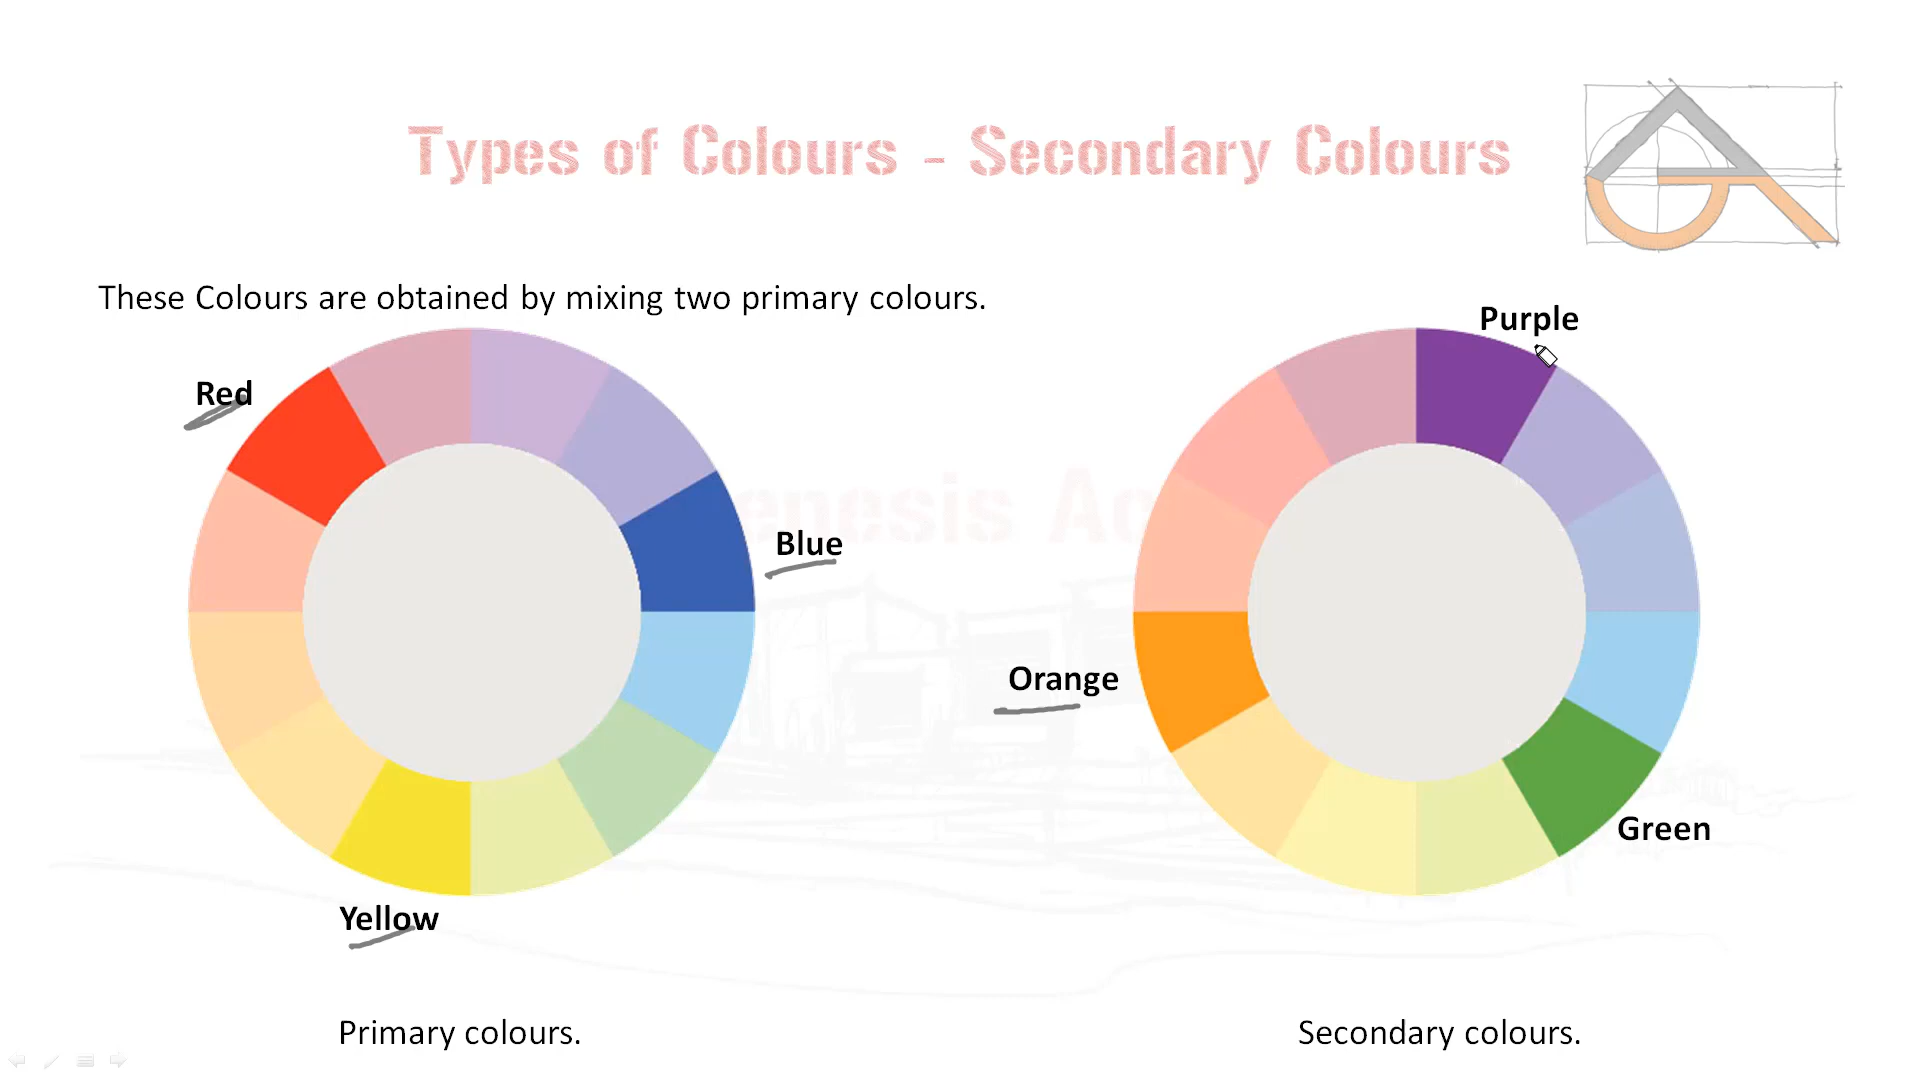 Types of Colours - Secondary Colours
These Colours are obtained by mixing two primary colours.
Purple
Red
Blue
Orange
Green
Yellow
Primary colours.
Secondary colours.